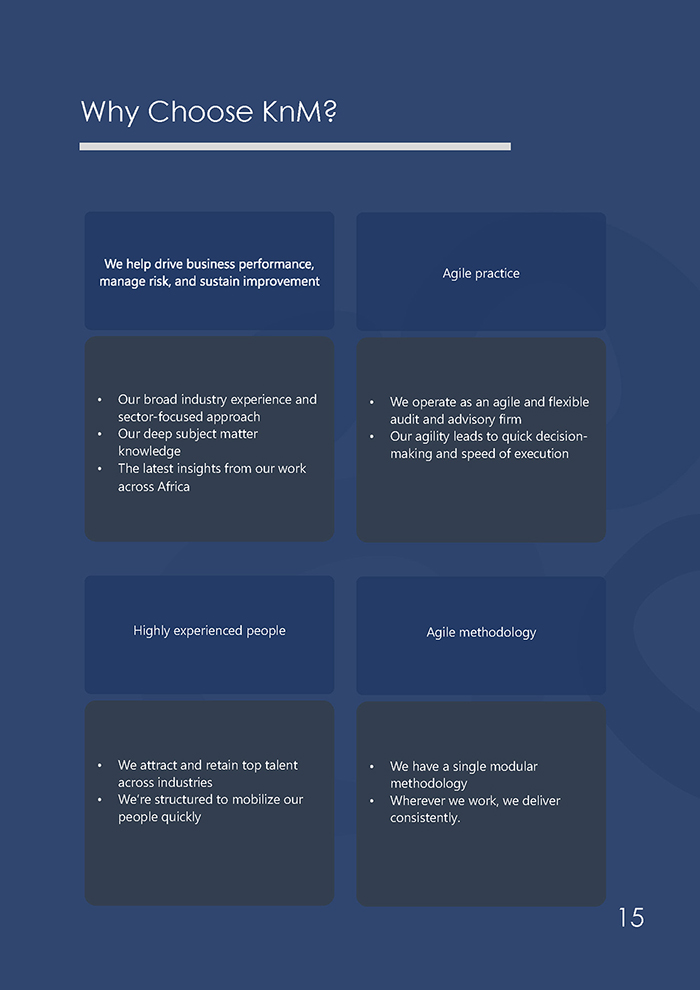 Why Choose KnM?
We help drive business performance,
manage risk, and sustain improvement
Agile practice
• Our broad industry experience and
sector-focused approach
• Our deep subject matter
knowledge
• The latest insights from our work
across Africa
• We operate as an agile and flexible
audit and advisory firm
• Our agility leads to quick decision-
making and speed of execution
Highly experienced people
Agile methodology
• We attract and retain top talent
across industries
• We're structured to mobilize our
people quickly
• We have a single modular
methodology
• Wherever we work, we deliver
consistently.
15